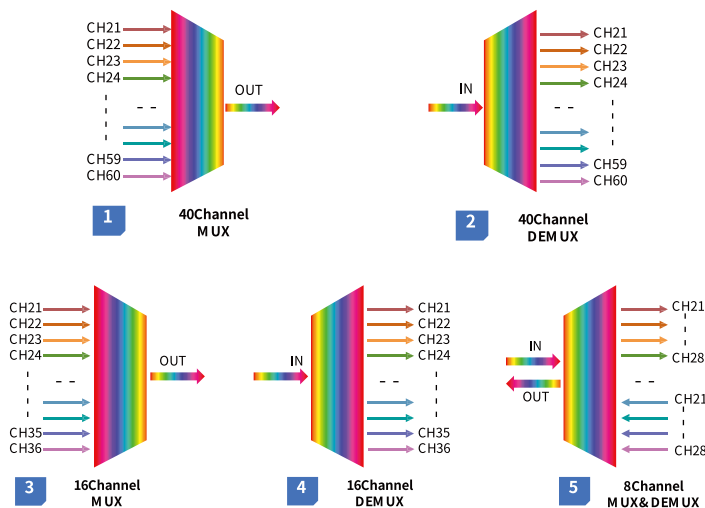 CH21
CH22
CH23
CH24
CH59
CH60
OUT
1
40Channel
MUX
IN
CH21
CH22
CH23
CH24
CH59
CH60
2
40Channel
DEMUX
CH21
CH22
CH23
CH24
CH35
CH36
OUT
3
16Channel
MUX
IN
CH21
CH22
CH23
CH24
CH35
CH36
4
16Channel
DEMUX
IN
OUT
CH21
CH28
CH21
CH28
5
8Channel
MUX&DEMUX